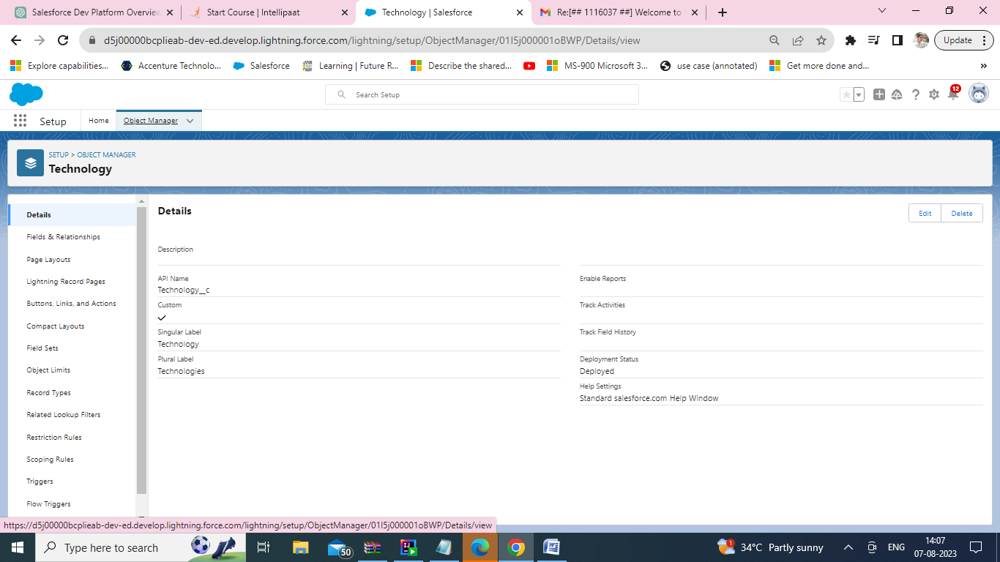 Salesforce Dev Platform Overview
Start Course | Intellipaat
Technology | Salesforce
Re:[## 1116037 ##] Welcome to
d5j00000bcplieab-dev-ed.develop.lightning.force.com/lightning/setup/ObjectManager/01I5j000001oBWP/Details/view
Update
Explore capabilities...
Accenture Technolo...
Salesforce
Learning | Future R...
Describe the shared...
MS-900 Microsoft 3...
use case (annotated)
Get more done and...
»
Search Setup
12
Setup
Home
Object Manager
SETUP > OBJECT MANAGER
Technology
Details
Fields & Relationships
Page Layouts
Lightning Record Pages
Buttons, Links, and Actions
Compact Layouts
Field Sets
Object Limits
Record Types
Related Lookup Filters
Restriction Rules
Scoping Rules
Triggers
Flow Triggers
Details
Edit
Delete
Description
API Name
Technology__c
Custom
Singular Label
Technology
Plural Label
Technologies
Enable Reports
Track Activities
Track Field History
Deployment Status
Deployed
Help Settings
Standard salesforce.com Help Window
https://d5j00000bcplieab-dev-ed.develop.lightning.force.com/lightning/setup/ObjectManager/01I5j000001oBWP/Details/view
Type here to search
50
1
34°C Partly sunny
ENG
14:07
07-08-2023